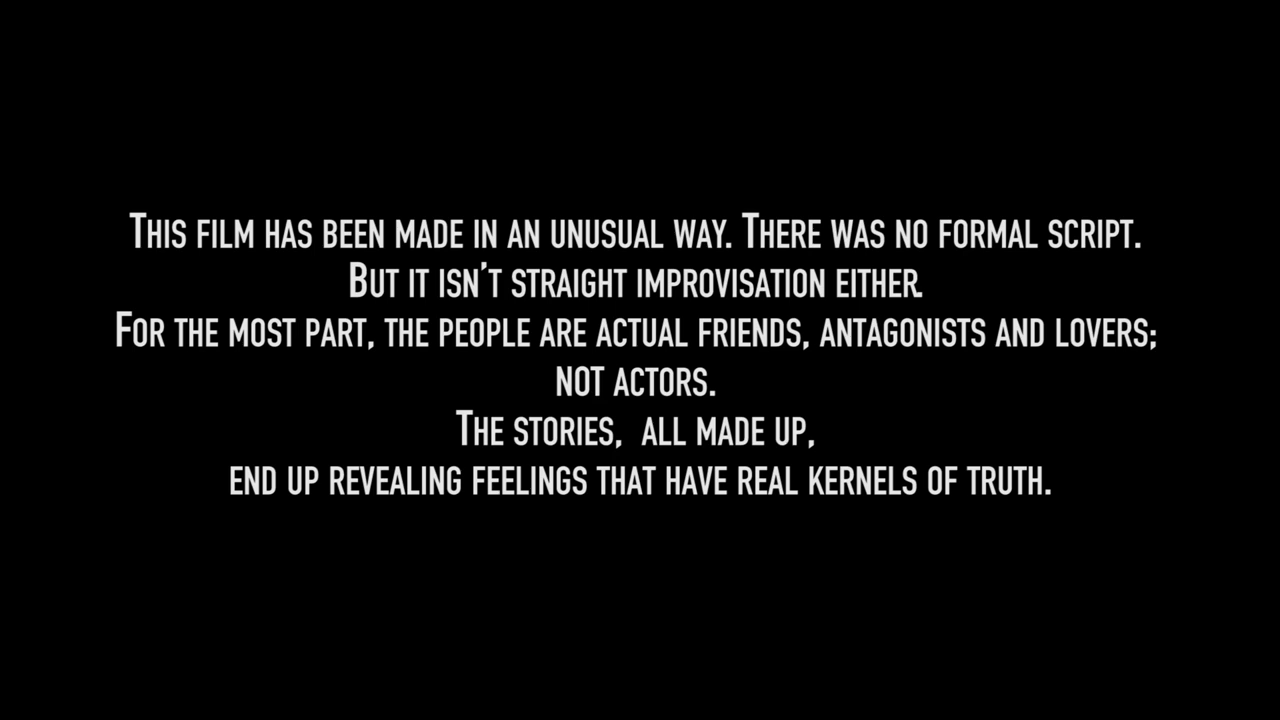 This film has been made in an unusual way. There was no formal script.
But it isn't straight improvisation either.
For the most part, the people are actual friends, antagonists and lovers;
not actors.
The stories,  all made up,
end up revealing feelings that have real kernels of truth.